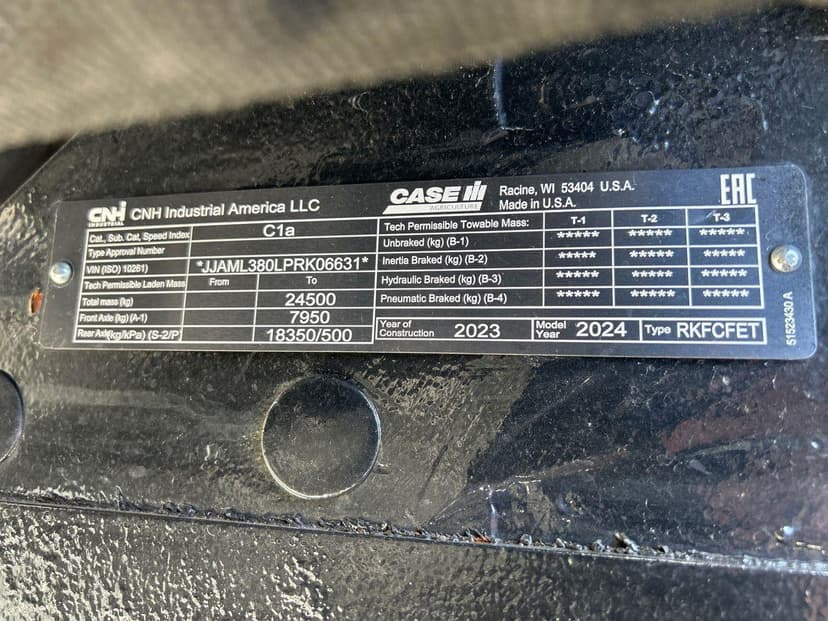 CNH INDUSTRIAL CNH Industrial America LLC
CASE IH AGRICULTURE
Racine, WI 53404 U.S.A.
Made in U.S.A.
EAC
Cat., Sub. Cat, Speed Index C1a
Type Approval Number
VIN (ISO 10261) *JJAML380LPRK06631*
Tech Permissible Laden Mass From To
Total mass (kg) 24500
Front Axle (kg) (A-1) 7950
Rear Axle(kg/kPa) (S-2/P) 18350/500
Tech Permissible Towable Mass: T-1 T-2 T-3
Unbraked (kg) (B-1) ***** ***** *****
Inertia Braked (kg) (B-2) ***** ***** *****
Hydraulic Braked (kg) (B-3) ***** ***** *****
Pneumatic Braked (kg) (B-4) ***** ***** *****
Year of Construction 2023 Model Year 2024 Type RKFCFET
51523430 A